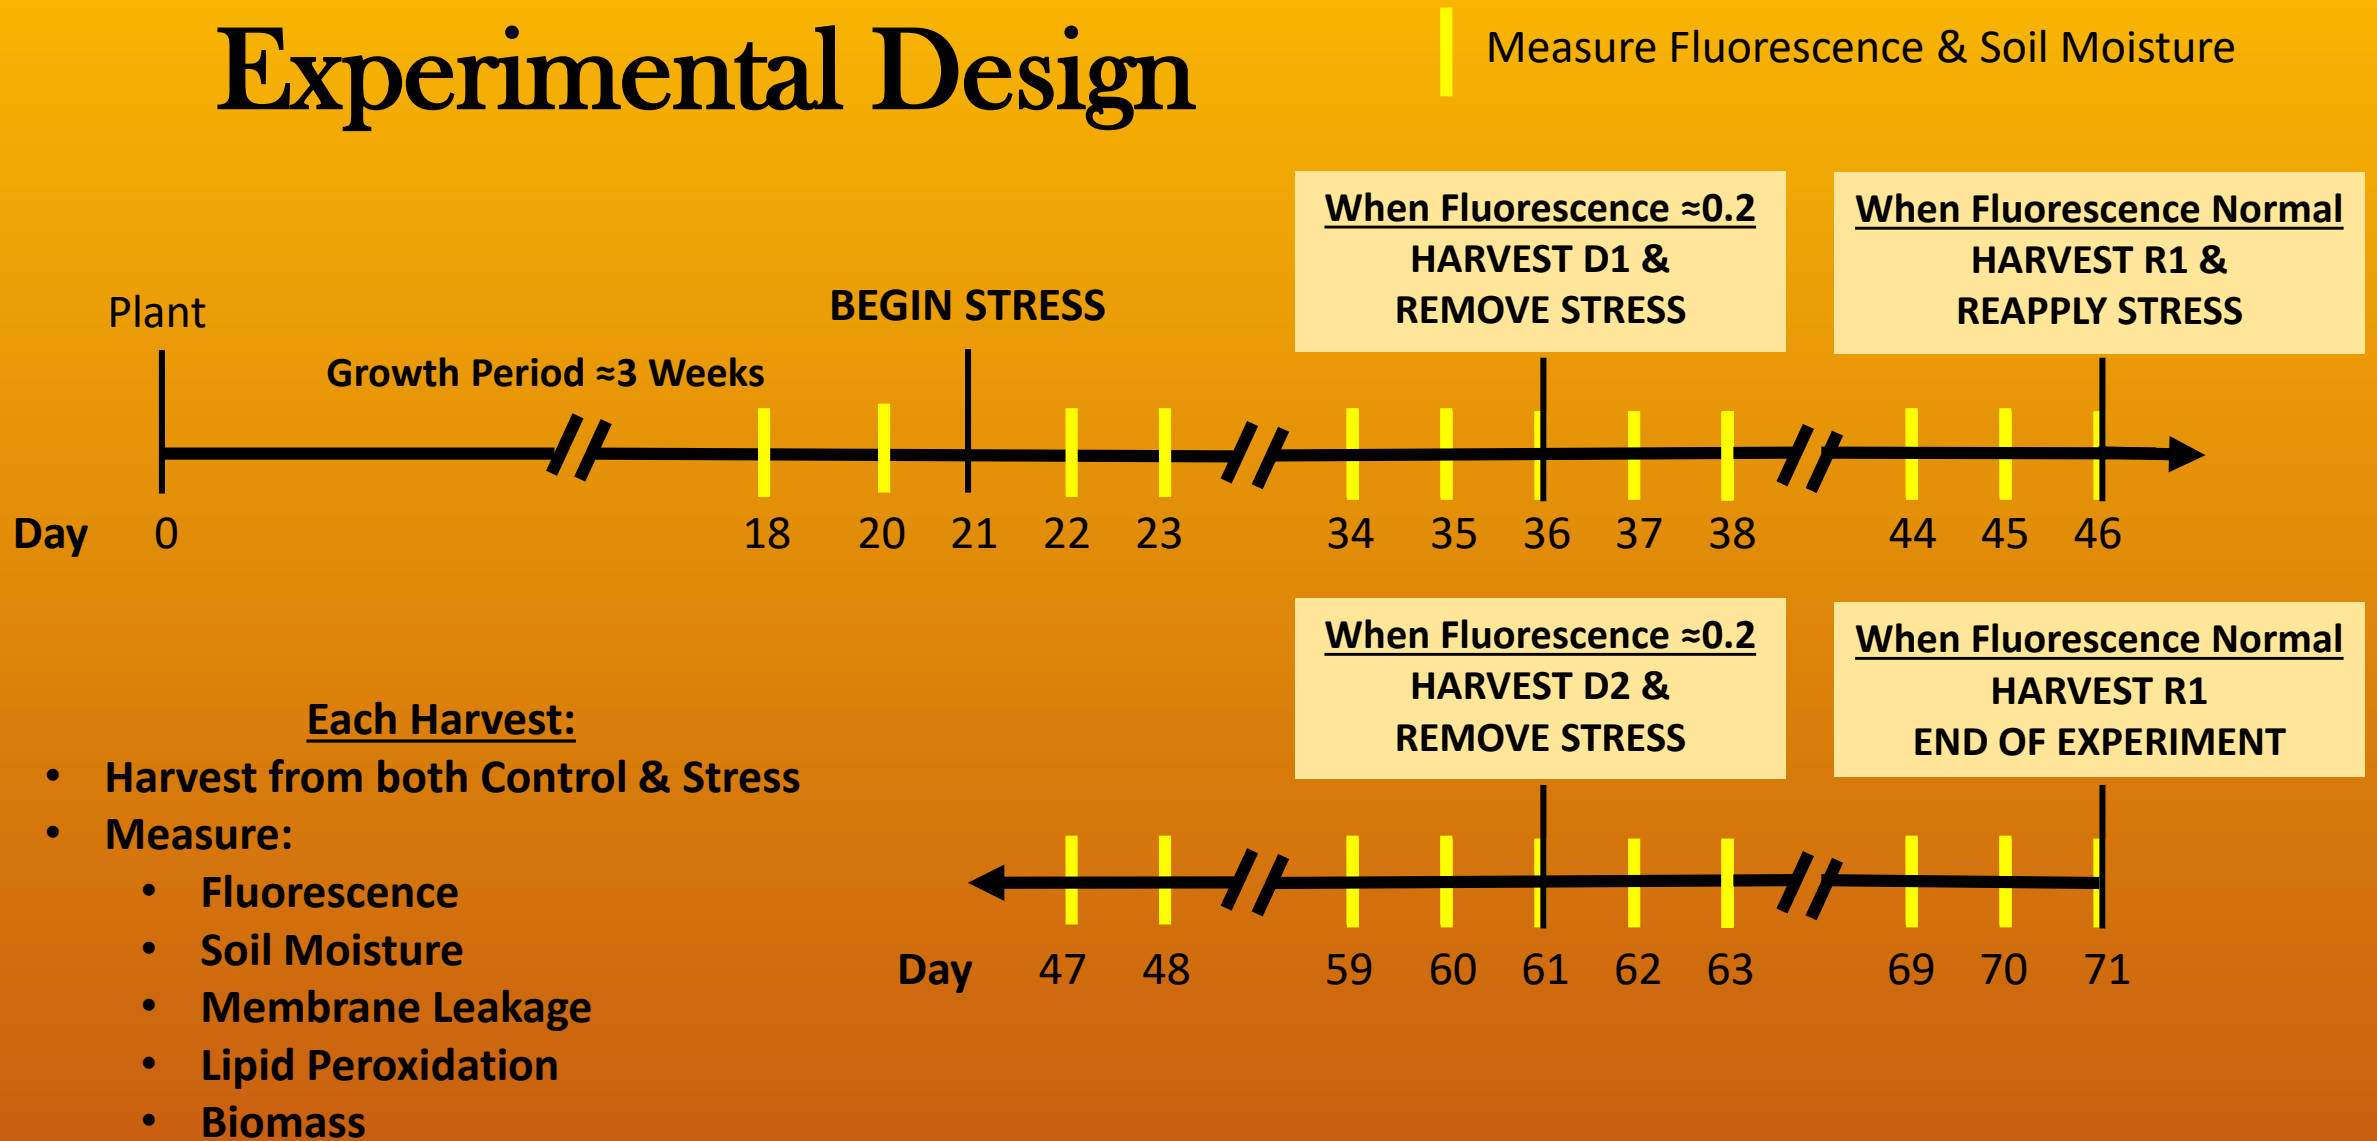 Experimental Design
Measure Fluorescence & Soil Moisture
When Fluorescence ≈0.2
HARVEST D1 &
REMOVE STRESS
When Fluorescence Normal
HARVEST R1 &
REAPPLY STRESS
Plant
BEGIN STRESS
Growth Period ≈3 Weeks
Day 0 18 20 21 22 23 34 35 36 37 38 44 45 46
When Fluorescence ≈0.2
HARVEST D2 &
REMOVE STRESS
When Fluorescence Normal
HARVEST R1
END OF EXPERIMENT
Day 47 48 59 60 61 62 63 69 70 71
Each Harvest:
• Harvest from both Control & Stress
• Measure:
• Fluorescence
• Soil Moisture
• Membrane Leakage
• Lipid Peroxidation
• Biomass